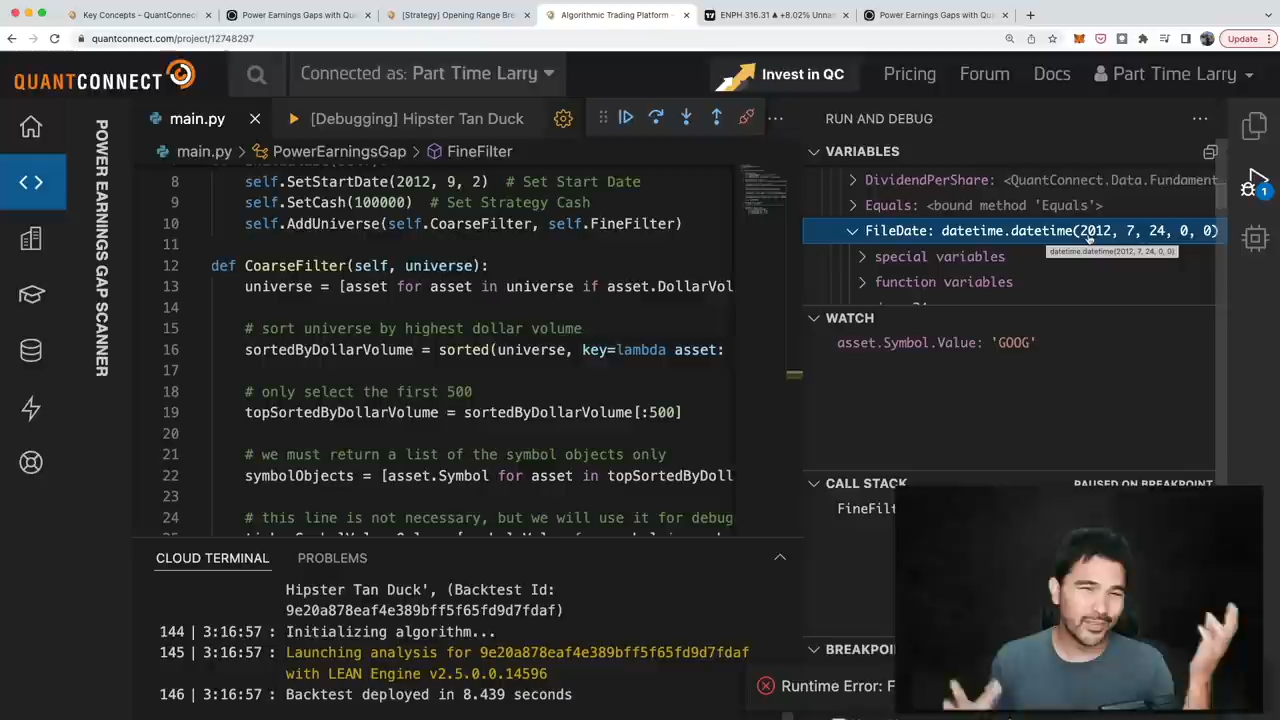 Key Concepts - QuantConnec
Power Earnings Gaps with Qu
[Strategy] Opening Range Bre
Algorithmic Trading Platform -
ENPH 316.31 ▲ +8.02% Unna
Power Earnings Gaps with Qu
quantconnect.com/project/12748297
Update
QUANTCONNECT
Connected as: Part Time Larry
Invest in QC
Pricing
Forum
Docs
Part Time Larry
POWER EARNINGS GAP SCANNER
main.py
[Debugging] Hipster Tan Duck
main.py > PowerEarningsGap > FineFilter
8 self.SetStartDate(2012, 9, 2) # Set Start Date
9 self.SetCash(100000) # Set Strategy Cash
10 self.AddUniverse(self.CoarseFilter, self.FineFilter)
11
12 def CoarseFilter(self, universe):
13 universe = [asset for asset in universe if asset.DollarVol
14
15 # sort universe by highest dollar volume
16 sortedByDollarVolume = sorted(universe, key=lambda asset:
17
18 # only select the first 500
19 topSortedByDollarVolume = sortedByDollarVolume[:500]
20
21 # we must return a list of the symbol objects only
22 symbolObjects = [asset.Symbol for asset in topSortedByDoll
23
24 # this line is not necessary, but we will use it for debug
CLOUD TERMINAL
PROBLEMS
Hipster Tan Duck', (Backtest Id:
9e20a878eaf4e389bff5f65fd9d7fdaf)
144 | 3:16:57 : Initializing algorithm...
145 | 3:16:57 : Launching analysis for 9e20a878eaf4e389bff5f65fd9d7fdaf
with LEAN Engine v2.5.0.0.14596
146 | 3:16:57 : Backtest deployed in 8.439 seconds
RUN AND DEBUG
VARIABLES
DividendPerShare: <QuantConnect.Data.Fundament
Equals: <bound method 'Equals'>
FileDate: datetime.datetime(2012, 7, 24, 0, 0)
datetime.datetime(2012, 7, 24, 0, 0)
special variables
function variables
WATCH
asset.Symbol.Value: 'GOOG'
CALL STACK
PAUSED ON BREAKPOINT
FineFilt
BREAKPOI
Runtime Error: F
1